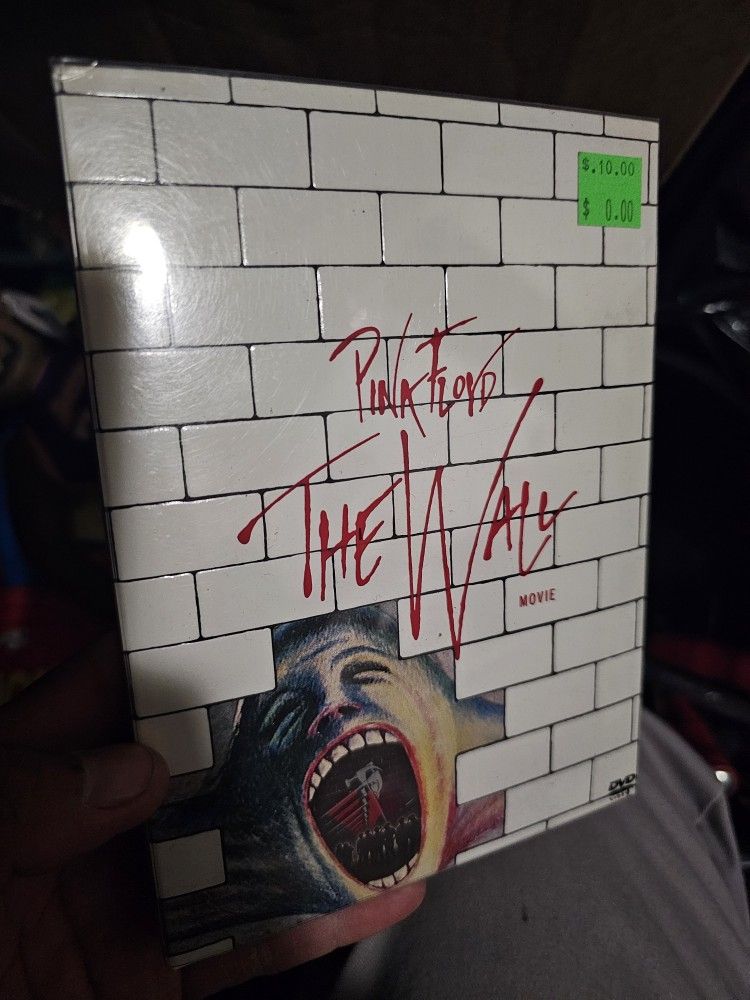 $.10.00
$ 0.00
PINK FLOYD
THE WALL
MOVIE
DVD